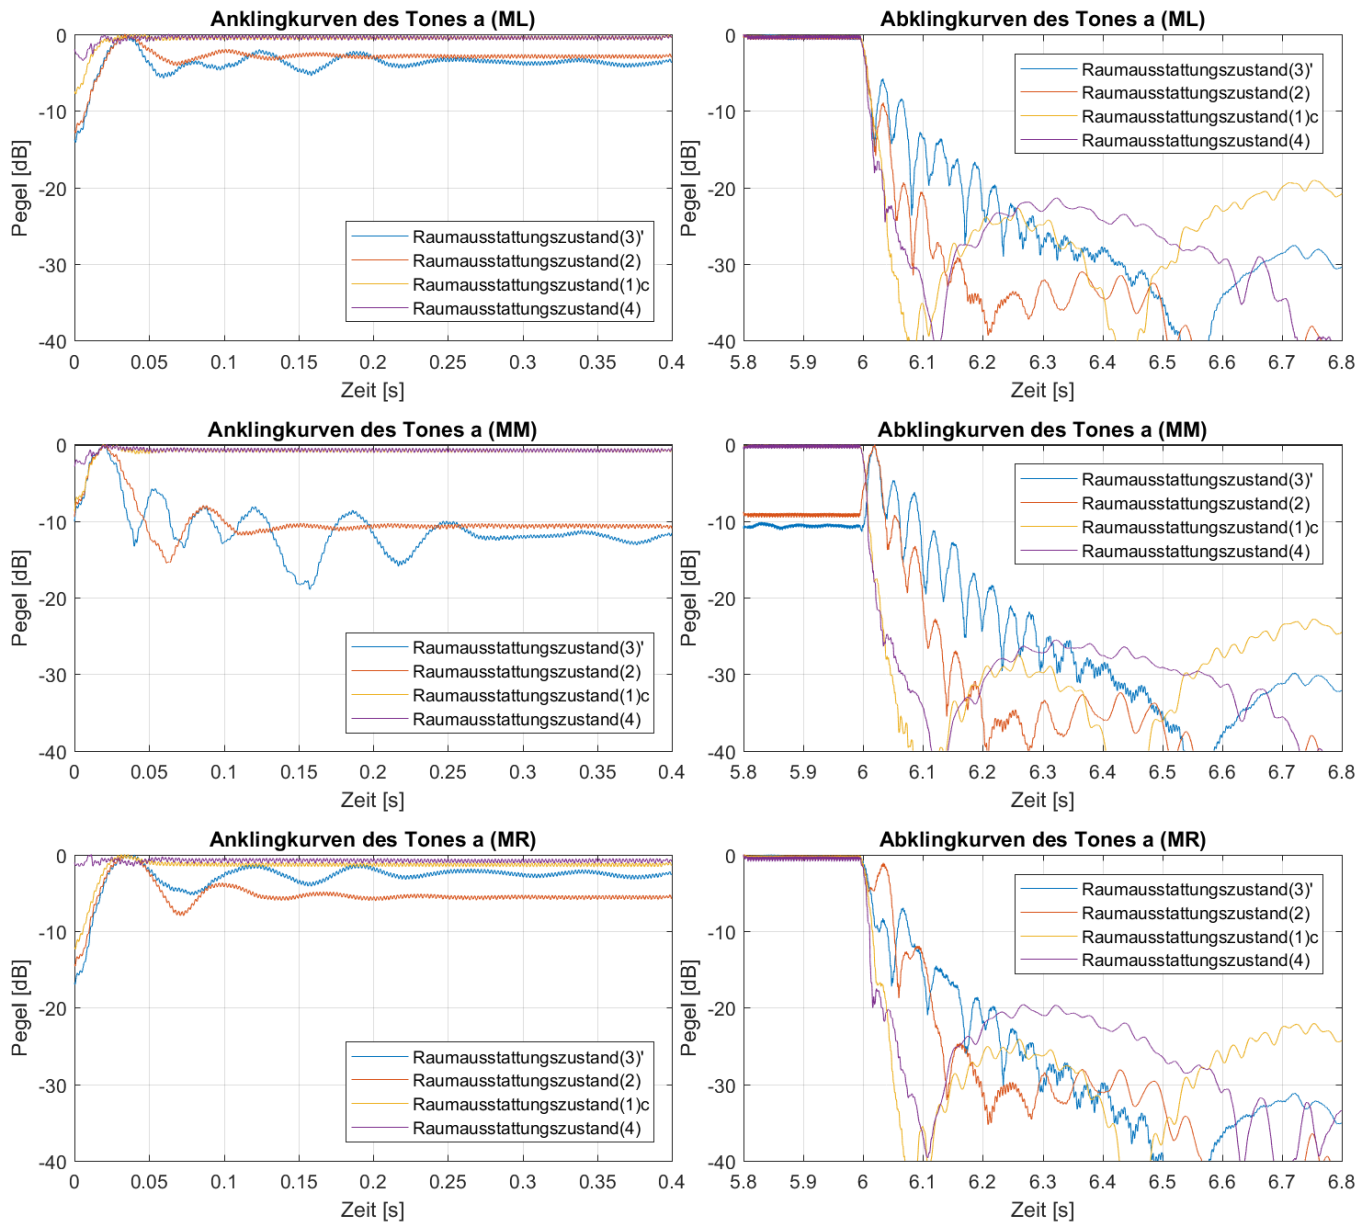 Anklingkurven des Tones a (ML)
0
-10
-20
-30
-40
Pegel [dB]
Raumausstattungszustand(3)'
Raumausstattungszustand(2)
Raumausstattungszustand(1)c
Raumausstattungszustand(4)
0 0.05 0.1 0.15 0.2 0.25 0.3 0.35 0.4
Zeit [s]
Abklingkurven des Tones a (ML)
0
-10
-20
-30
-40
Pegel [dB]
Raumausstattungszustand(3)'
Raumausstattungszustand(2)
Raumausstattungszustand(1)c
Raumausstattungszustand(4)
5.8 5.9 6 6.1 6.2 6.3 6.4 6.5 6.6 6.7 6.8
Zeit [s]
Anklingkurven des Tones a (MM)
0
-10
-20
-30
-40
Pegel [dB]
Raumausstattungszustand(3)'
Raumausstattungszustand(2)
Raumausstattungszustand(1)c
Raumausstattungszustand(4)
0 0.05 0.1 0.15 0.2 0.25 0.3 0.35 0.4
Zeit [s]
Abklingkurven des Tones a (MM)
0
-10
-20
-30
-40
Pegel [dB]
Raumausstattungszustand(3)'
Raumausstattungszustand(2)
Raumausstattungszustand(1)c
Raumausstattungszustand(4)
5.8 5.9 6 6.1 6.2 6.3 6.4 6.5 6.6 6.7 6.8
Zeit [s]
Anklingkurven des Tones a (MR)
0
-10
-20
-30
-40
Pegel [dB]
Raumausstattungszustand(3)'
Raumausstattungszustand(2)
Raumausstattungszustand(1)c
Raumausstattungszustand(4)
0 0.05 0.1 0.15 0.2 0.25 0.3 0.35 0.4
Zeit [s]
Abklingkurven des Tones a (MR)
0
-10
-20
-30
-40
Pegel [dB]
Raumausstattungszustand(3)'
Raumausstattungszustand(2)
Raumausstattungszustand(1)c
Raumausstattungszustand(4)
5.8 5.9 6 6.1 6.2 6.3 6.4 6.5 6.6 6.7 6.8
Zeit [s]